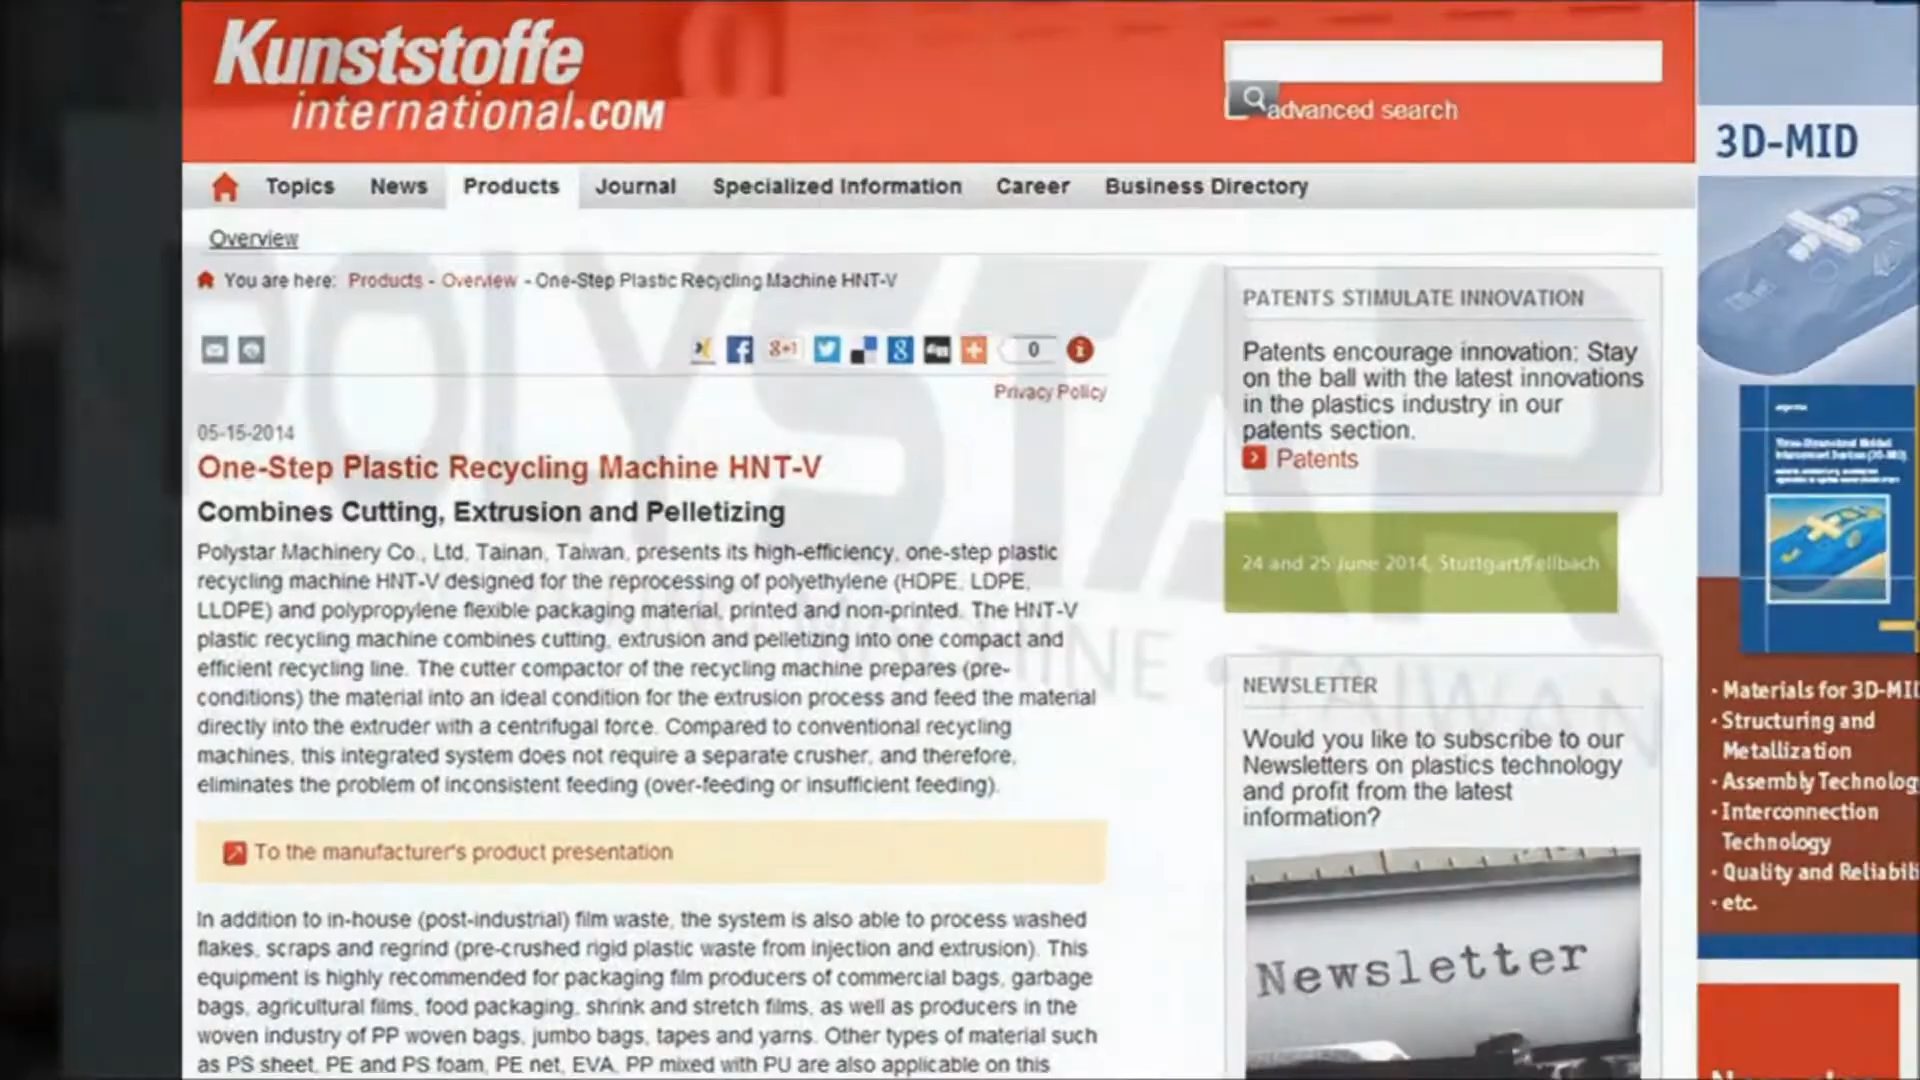 Kunststoffe
international.COM
advanced search
Topics News Products Journal Specialized Information Career Business Directory
Overview
You are here: Products - Overview - One-Step Plastic Recycling Machine HNT-V
0
Privacy Policy
05-15-2014
One-Step Plastic Recycling Machine HNT-V
Combines Cutting, Extrusion and Pelletizing
Polystar Machinery Co., Ltd, Tainan, Taiwan, presents its high-efficiency, one-step plastic
recycling machine HNT-V designed for the reprocessing of polyethylene (HDPE, LDPE,
LLDPE) and polypropylene flexible packaging material, printed and non-printed. The HNT-V
plastic recycling machine combines cutting, extrusion and pelletizing into one compact and
efficient recycling line. The cutter compactor of the recycling machine prepares (pre-
conditions) the material into an ideal condition for the extrusion process and feed the material
directly into the extruder with a centrifugal force. Compared to conventional recycling
machines, this integrated system does not require a separate crusher, and therefore,
eliminates the problem of inconsistent feeding (over-feeding or insufficient feeding).
To the manufacturer's product presentation
In addition to in-house (post-industrial) film waste, the system is also able to process washed
flakes, scraps and regrind (pre-crushed rigid plastic waste from injection and extrusion). This
equipment is highly recommended for packaging film producers of commercial bags, garbage
bags, agricultural films, food packaging, shrink and stretch films, as well as producers in the
woven industry of PP woven bags, jumbo bags, tapes and yarns. Other types of material such
as PS sheet, PE and PS foam, PE net, EVA, PP mixed with PU are also applicable on this
PATENTS STIMULATE INNOVATION
Patents encourage innovation: Stay
on the ball with the latest innovations
in the plastics industry in our
patents section.
Patents
24 and 25 June 2014, Stuttgart/Fellbach
NEWSLETTER
Would you like to subscribe to our
Newsletters on plastics technology
and profit from the latest
information?
Newsletter
3D-MID
· Materials for 3D-MI
· Structuring and
Metallization
· Assembly Technolog
· Interconnection
Technology
· Quality and Reliabili
· etc.
POLYSTAR
MACHINE • TAIWAN